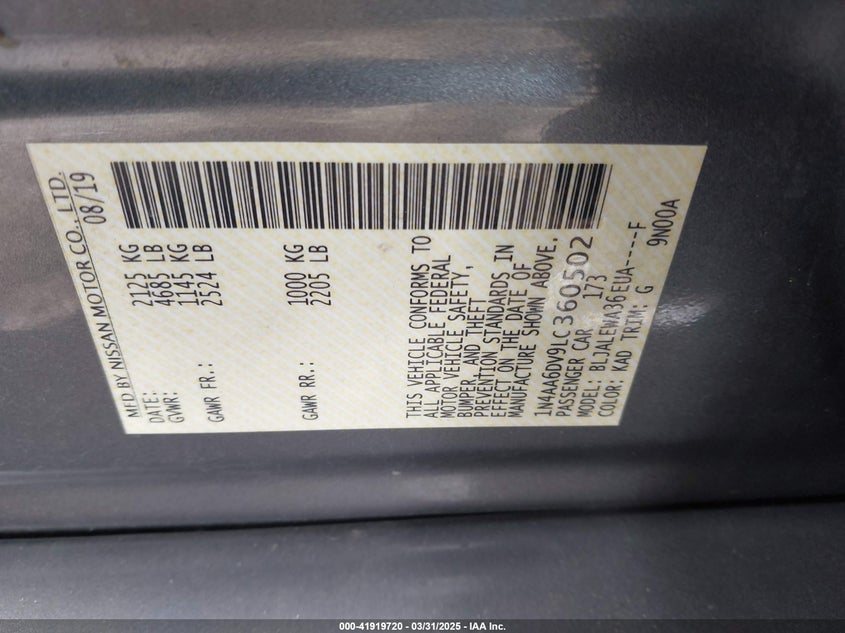 MFD BY NISSAN MOTOR CO., LTD.
DATE: 08/19
GVWR: 2125 KG
4685 LB
GAWR FR.: 1145 KG
2524 LB
GAWR RR.: 1000 KG
2205 LB
THIS VEHICLE CONFORMS TO
ALL APPLICABLE FEDERAL
MOTOR VEHICLE SAFETY,
BUMPER, AND THEFT
PREVENTION STANDARDS IN
EFFECT ON THE DATE OF
MANUFACTURE SHOWN ABOVE.
1N4AA6DV9LC360502
PASSENGER CAR 173
MODEL: BLJALEWA36EUA----F
COLOR: KAD TRIM: G 9N00A
000-41919720 - 03/31/2025 - IAA Inc.